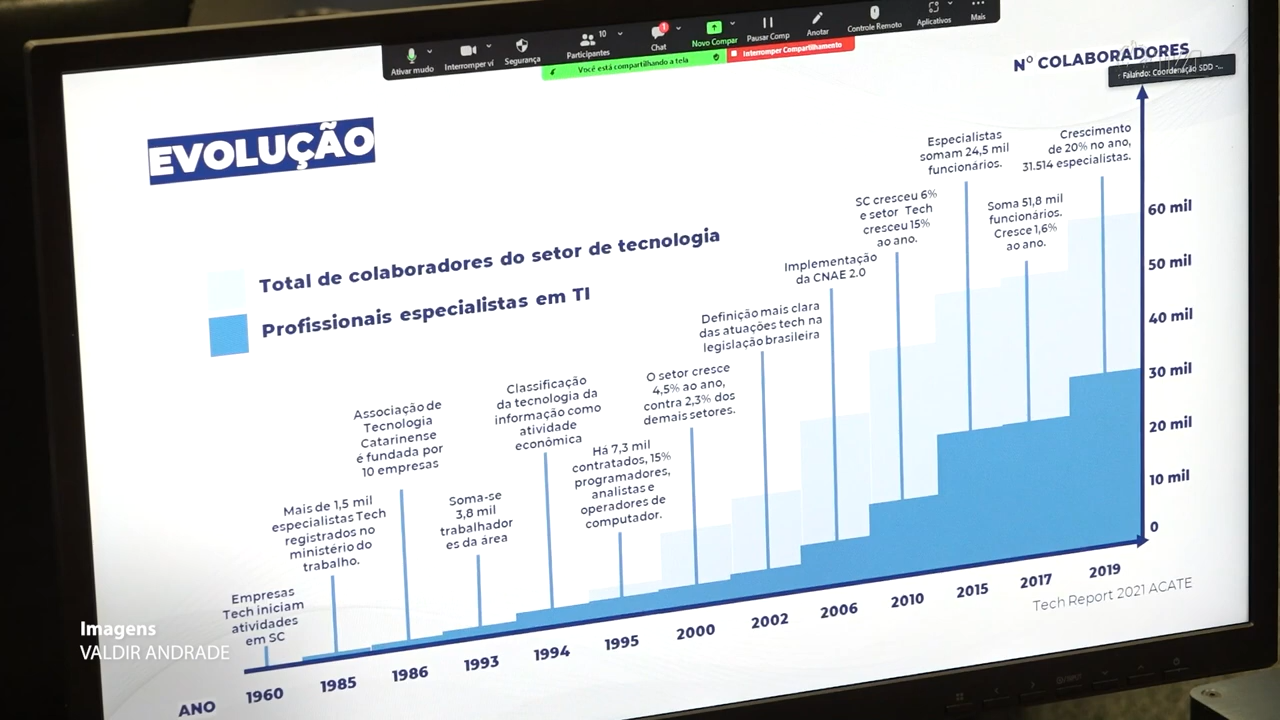 10
1
Ativar mudo
Interromper ví
Segurança
Participantes
Chat
Novo Compar
Pausar Comp
Anotar
Controle Remoto
Aplicativos
Mais
Você está compartilhando a tela
Interromper Compartilhamento
Nº COLABORADORES
Falando: Coordenação SDD -...
EVOLUÇÃO
Total de colaboradores do setor de tecnologia
Profissionais especialistas em TI
Empresas
Tech iniciam
atividades
em SC
Mais de 1,5 mil
especialistas Tech
registrados no
ministério do
trabalho.
Associação de
Tecnologia
Catarinense
é fundada por
10 empresas
Soma-se
3,8 mil
trabalhador
es da área
Classificação
da tecnologia da
informação como
atividade
econômica
Há 7,3 mil
contratados, 15%
programadores,
analistas e
operadores de
computador.
O setor cresce
4,5% ao ano,
contra 2,3% dos
demais setores.
Definição mais clara
das atuações tech na
legislação brasileira
Implementação
da CNAE 2.0
SC cresceu 6%
e setor Tech
cresceu 15%
ao ano.
Especialistas
somam 24,5 mil
funcionários.
Soma 51,8 mil
funcionários.
Cresce 1,6%
ao ano.
Crescimento
de 20% no ano,
31.514 especialistas.
60 mil
50 mil
40 mil
30 mil
20 mil
10 mil
0
ANO
1960
1985
1986
1993
1994
1995
2000
2002
2006
2010
2015
2017
2019
Tech Report 2021 ACATE
Imagens
VALDIR ANDRADE